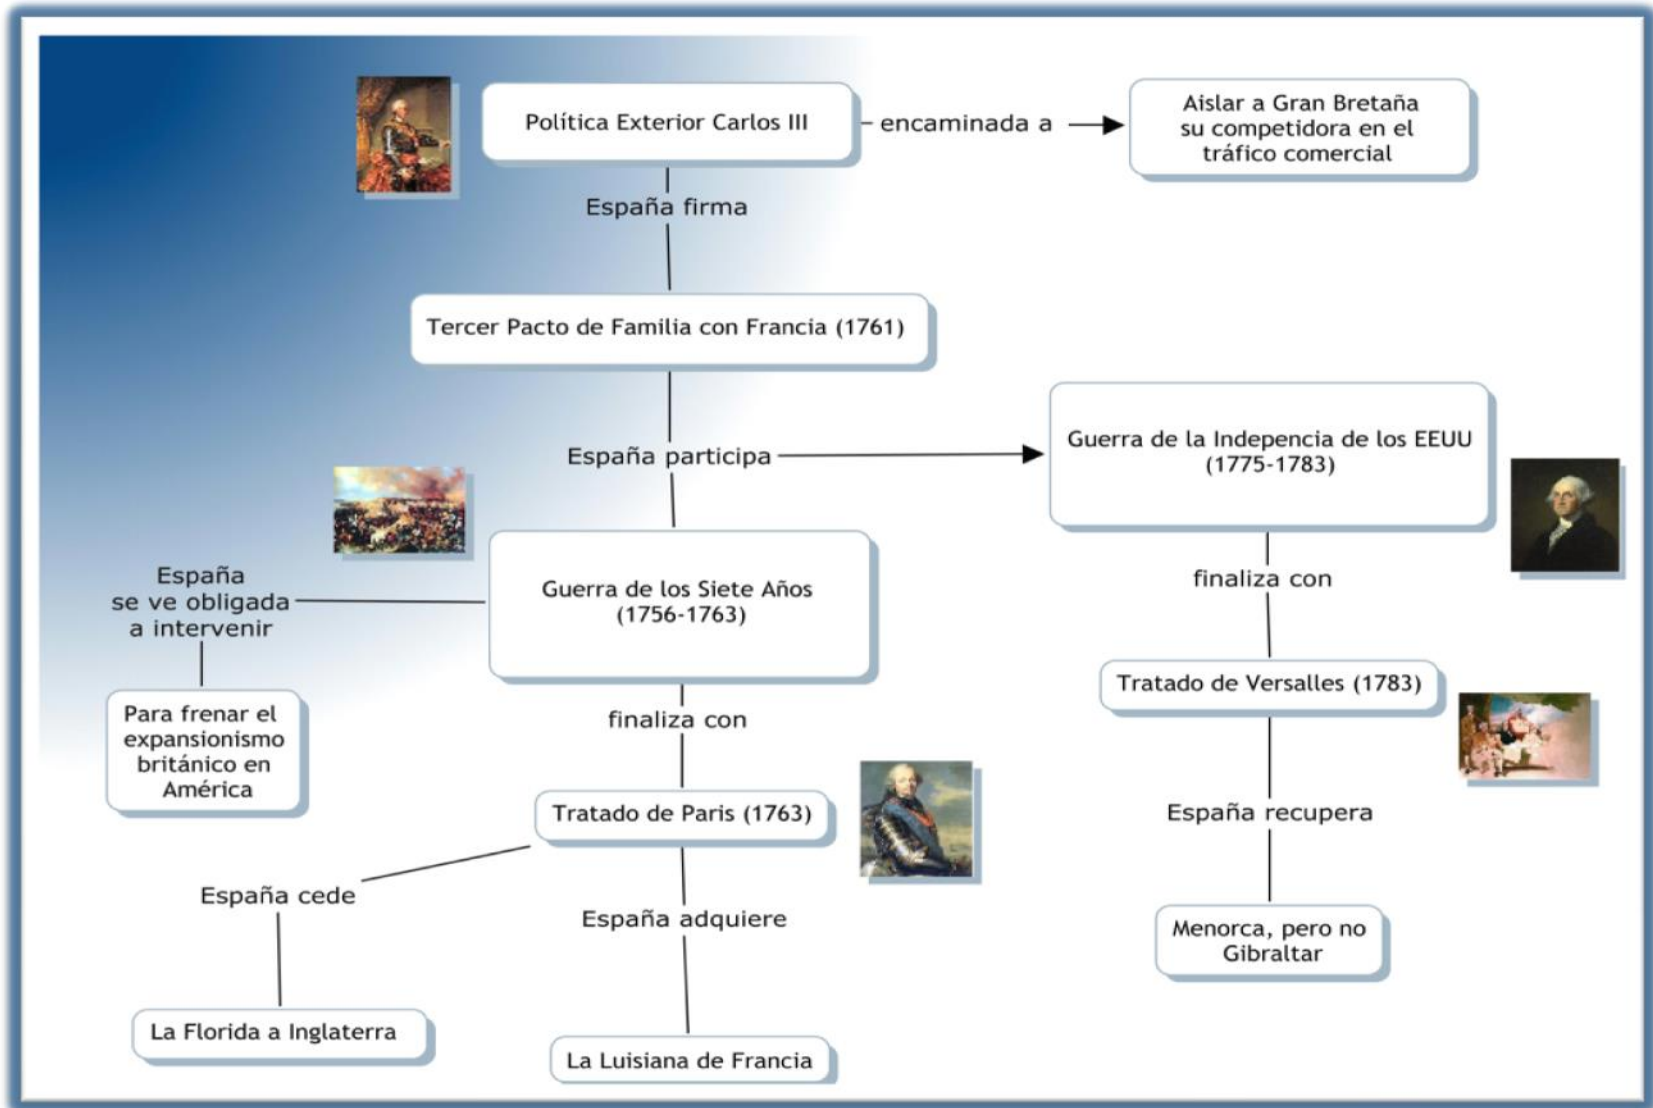 Política Exterior Carlos III
encaminada a
Aislar a Gran Bretaña
su competidora en el
tráfico comercial
España firma
Tercer Pacto de Familia con Francia (1761)
España participa
Guerra de la Indepencia de los EEUU
(1775-1783)
España
se ve obligada
a intervenir
Guerra de los Siete Años
(1756-1763)
finaliza con
Para frenar el
expansionismo
británico en
América
finaliza con
Tratado de Versalles (1783)
Tratado de Paris (1763)
España recupera
España cede
España adquiere
Menorca, pero no
Gibraltar
La Florida a Inglaterra
La Luisiana de Francia